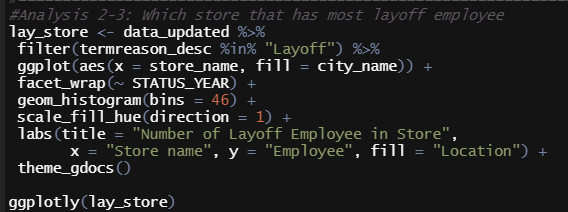 #Analysis 2-3: Which store that has most layoff employee
lay_store <- data_updated %>%
 filter(termreason_desc %in% "Layoff") %>%
 ggplot(aes(x = store_name, fill = city_name)) +
 facet_wrap(~ STATUS_YEAR) +
 geom_histogram(bins = 46) +
 scale_fill_hue(direction = 1) +
 labs(title = "Number of Layoff Employee in Store",
      x = "Store name", y = "Employee", fill = "Location") +
 theme_gdocs()
ggplotly(lay_store)